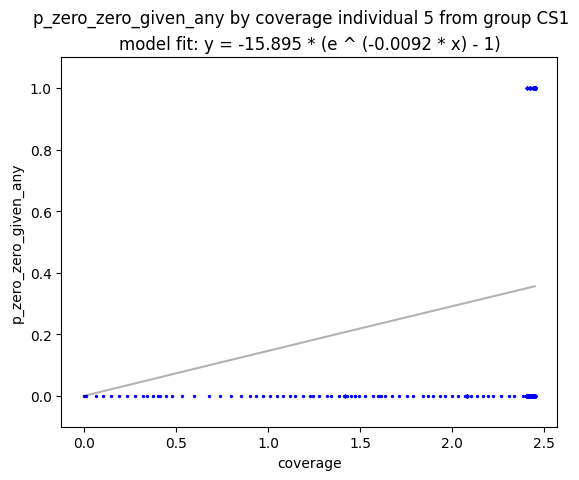 p_zero_zero_given_any by coverage individual 5 from group CS1
model fit: y = -15.895 * (e ^ (-0.0092 * x) - 1)
1.0
0.8
0.6
0.4
0.2
0.0
p_zero_zero_given_any
0.0 0.5 1.0 1.5 2.0 2.5
coverage